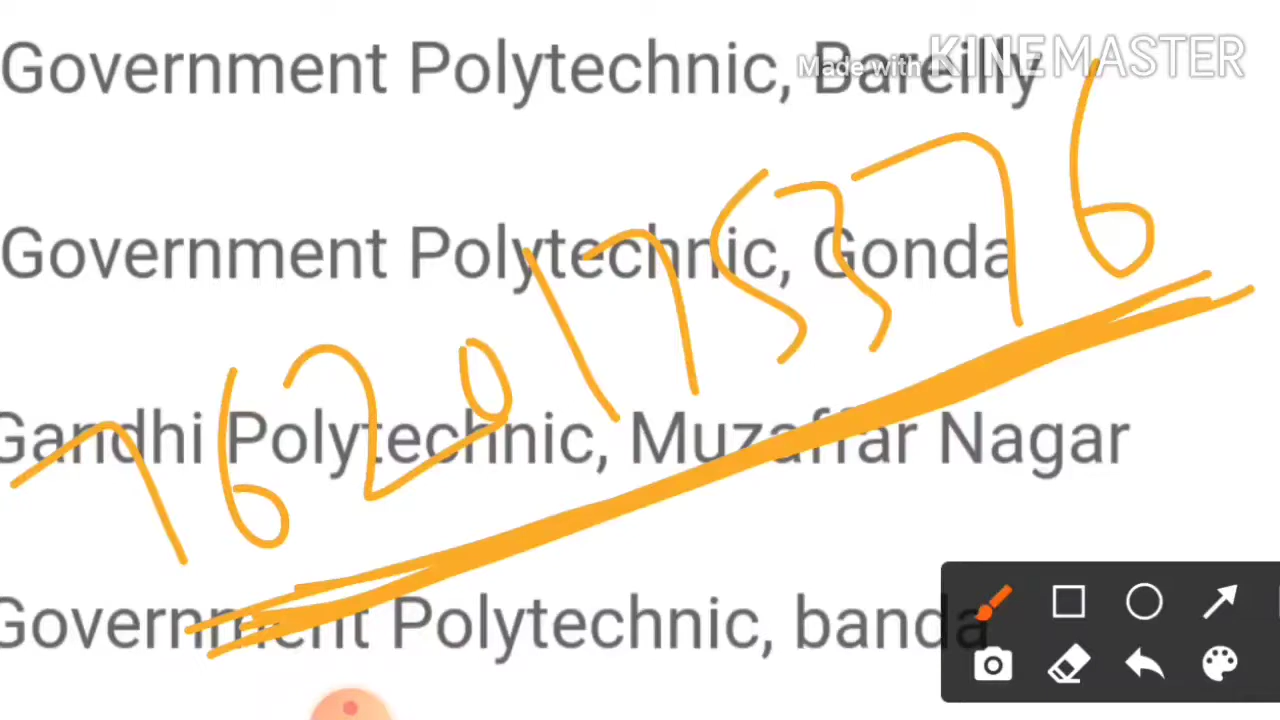 Government Polytechnic, Bareilly
Made with KINEMASTER
Government Polytechnic, Gonda
Gandhi Polytechnic, Muzaffar Nagar
7620175376
Government Polytechnic, banda